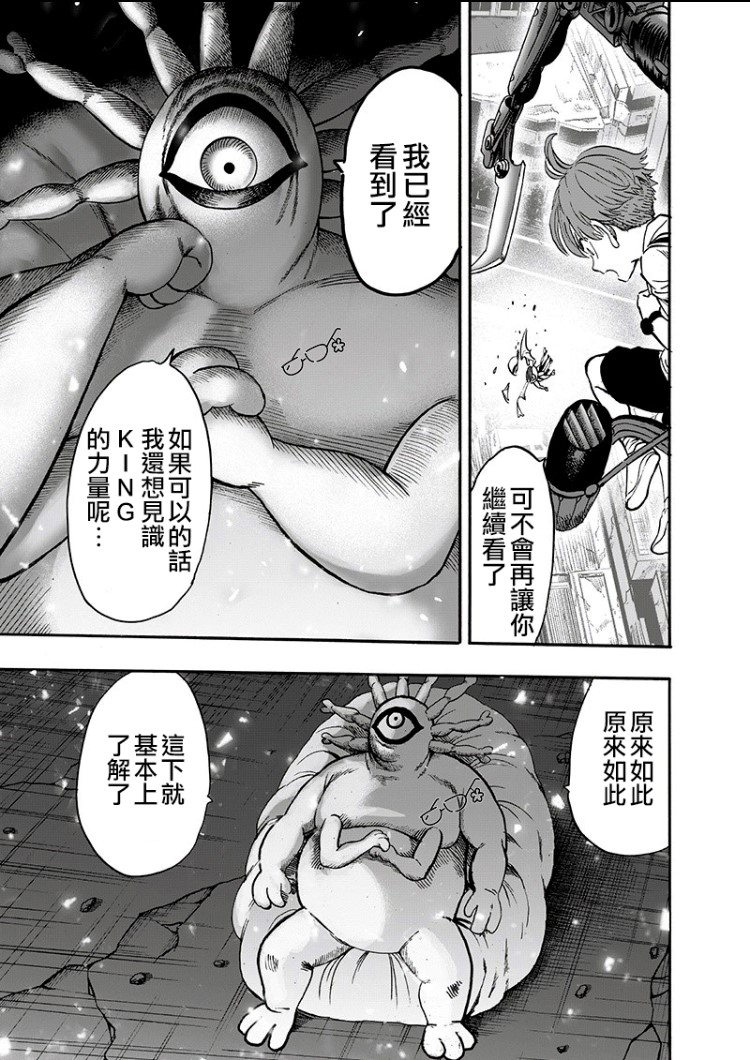 可不會再讓你
繼續看了
我已經
看到了
如果可以的話
我還想見識
KING
的力量呢…
原來如此
原來如此
這下就
基本上
了解了